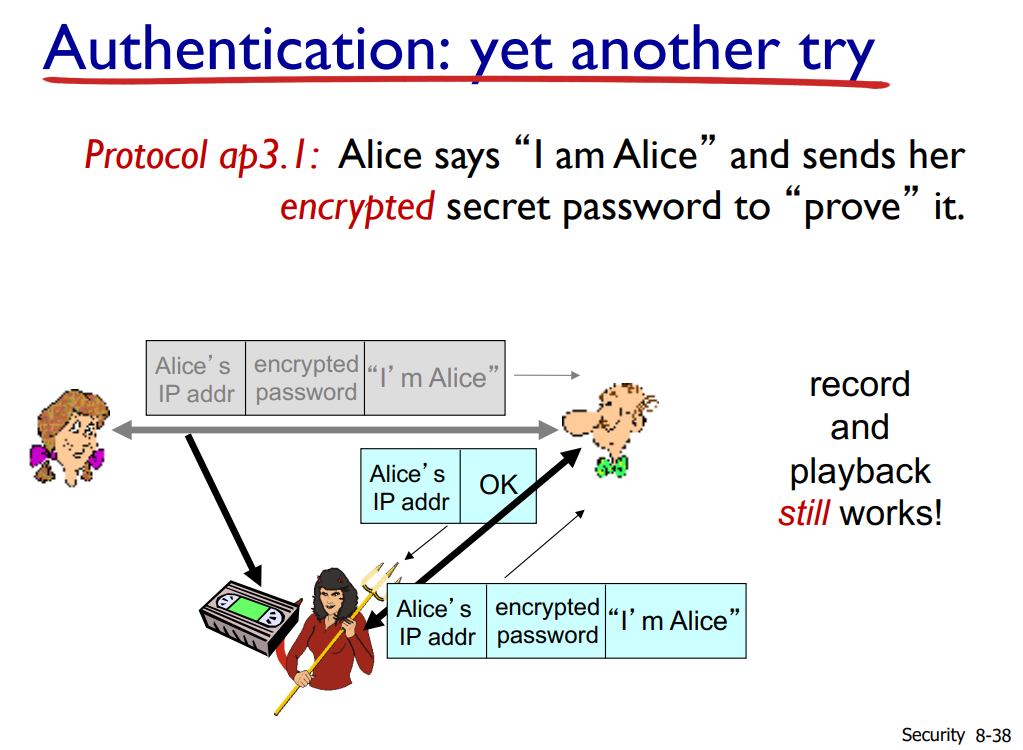 Authentication: yet another try
Protocol ap3.1: Alice says “I am Alice” and sends her
encrypted secret password to “prove” it.
Alice’s
IP addr
encrypted
password
“I’m Alice”
record
and
playback
still works!
Alice’s
IP addr
OK
Alice’s
IP addr
encrypted
password
“I’m Alice”
Security 8-38